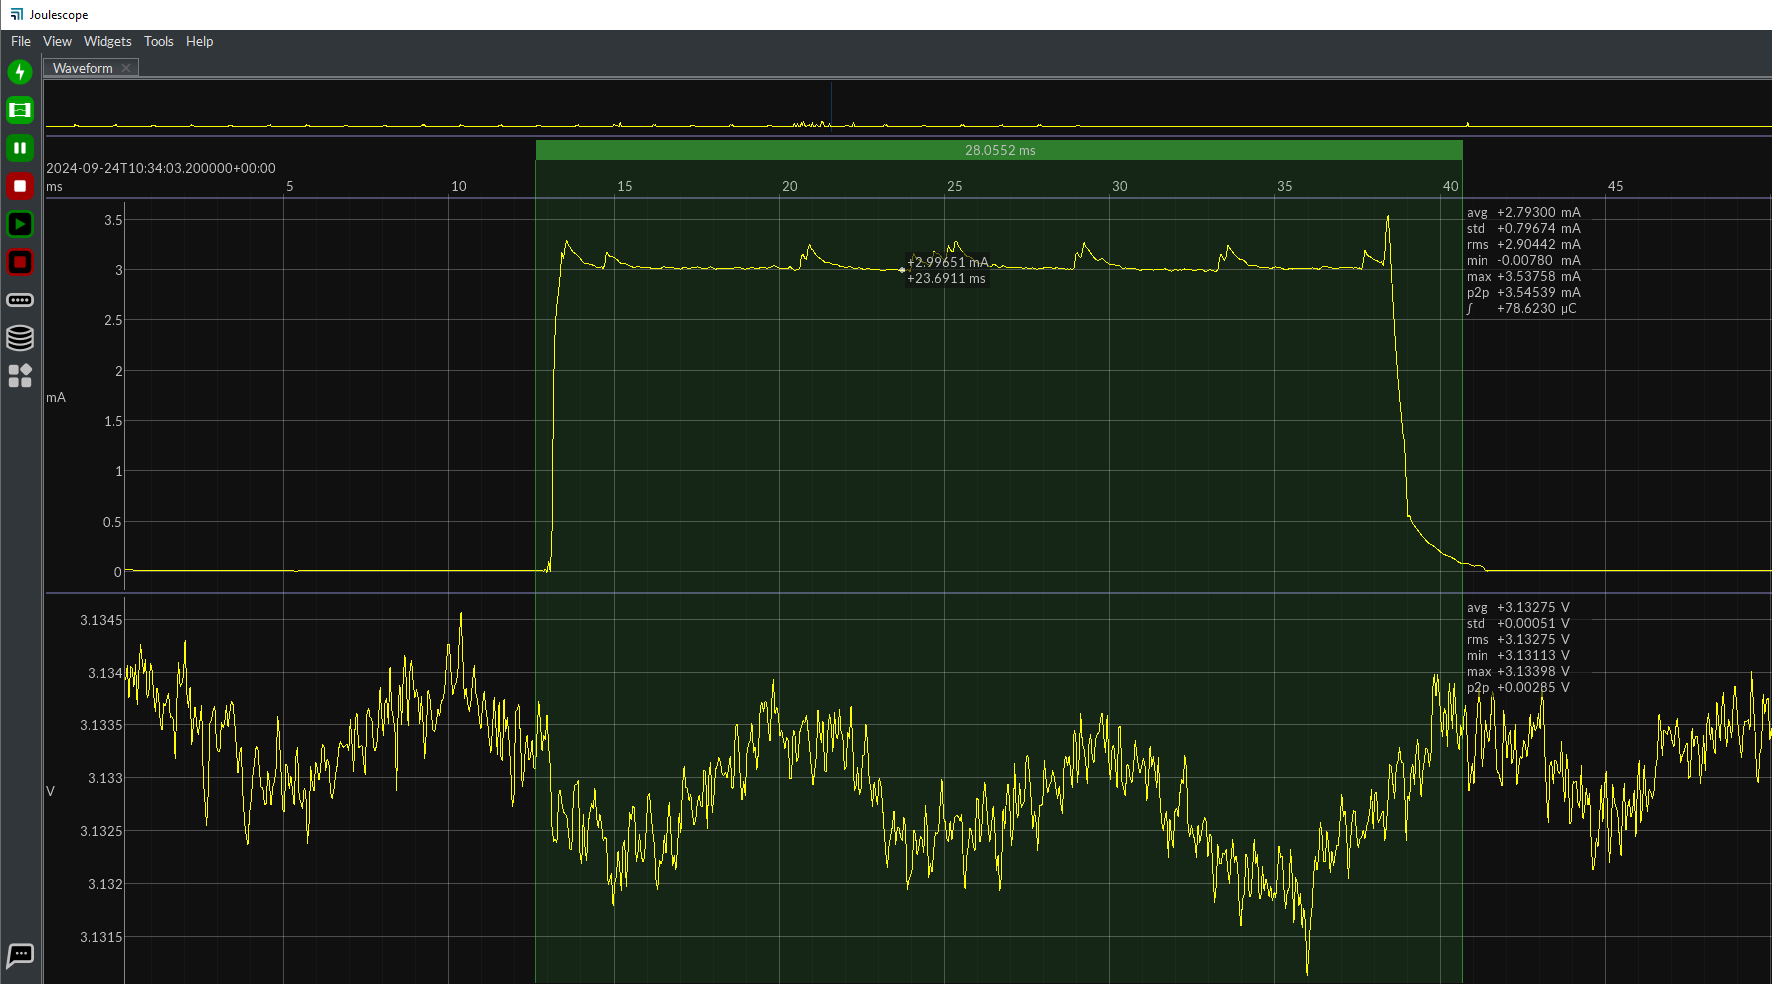 Joulescope
File View Widgets Tools Help
Waveform
28.0552 ms
2024-09-24T10:34:03.200000+00:00
ms 5 10 15 20 25 30 35 40 45
3.5
3
2.5
2
1.5
1
0.5
0
mA
+2.99651 mA
+23.6911 ms
avg +2.79300 mA
std +0.79674 mA
rms +2.90442 mA
min -0.00780 mA
max +3.53758 mA
p2p +3.54539 mA
∫ +78.6230 µC
3.1345
3.134
3.1335
3.133
3.1325
3.132
3.1315
V
avg +3.13275 V
std +0.00051 V
rms +3.13275 V
min +3.13113 V
max +3.13398 V
p2p +0.00285 V